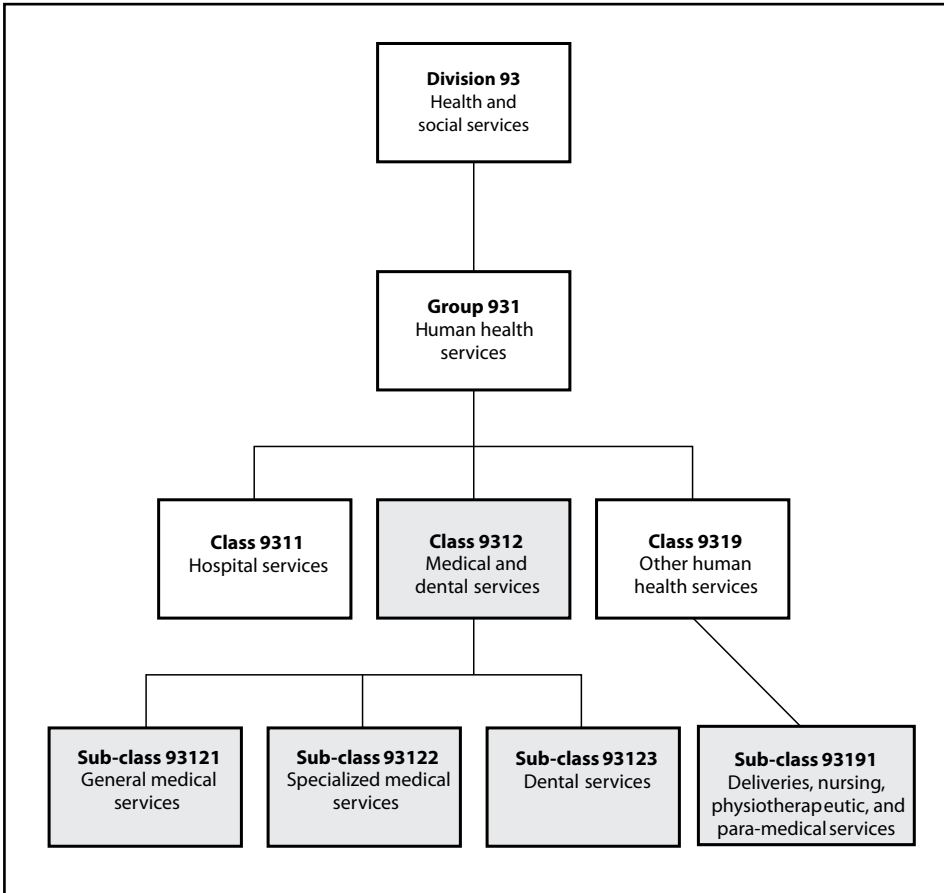 Division 93
Health and
social services
Group 931
Human health
services
Class 9311
Hospital services
Class 9312
Medical and
dental services
Class 9319
Other human
health services
Sub-class 93121
General medical
services
Sub-class 93122
Specialized medical
services
Sub-class 93123
Dental services
Sub-class 93191
Deliveries, nursing,
physiotherapeutic, and
para-medical services